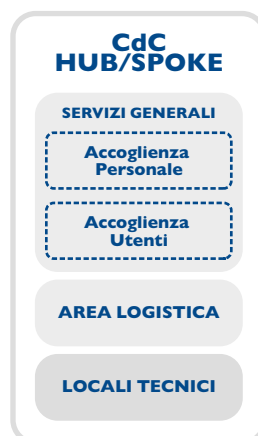 CdC
HUB/SPOKE
SERVIZI GENERALI
Accoglienza
Personale
Accoglienza
Utenti
AREA LOGISTICA
LOCALI TECNICI